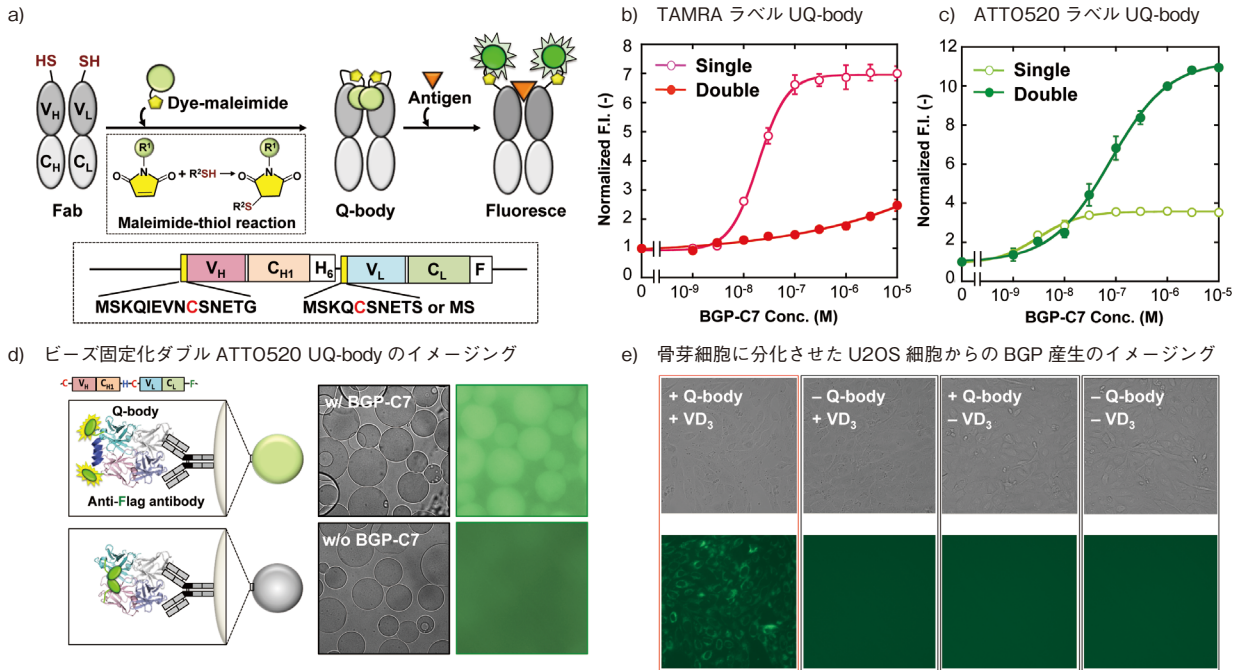 a)
HS
SH
VH
VL
CH
CL
Fab
Dye-maleimide
R¹
N
O
O
+ R²SH
R¹
N
O
O
R²S
Maleimide-thiol reaction
Q-body
Antigen
Fluoresce
VH
CH1
H6
VL
CL
F
MSKQIEVNCSNETG
MSKQCSNETS or MS
b) TAMRA ラベル UQ-body
Normalized F.I. (-)
8
7
6
5
4
3
2
1
0
Single
Double
0
10⁻⁹
10⁻⁸
10⁻⁷
10⁻⁶
10⁻⁵
BGP-C7 Conc. (M)
c) ATTO520 ラベル UQ-body
Normalized F.I. (-)
12
10
8
6
4
2
0
Single
Double
0
10⁻⁹
10⁻⁸
10⁻⁷
10⁻⁶
10⁻⁵
BGP-C7 Conc. (M)
d) ビーズ固定化ダブル ATTO520 UQ-body のイメージング
-C-
VH
CH1
-H-C-
VL
CL
-F-
Q-body
Anti-Flag antibody
w/ BGP-C7
w/o BGP-C7
e) 骨芽細胞に分化させた U2OS 細胞からの BGP 産生のイメージング
+ Q-body
+ VD3
– Q-body
+ VD3
+ Q-body
– VD3
– Q-body
– VD3